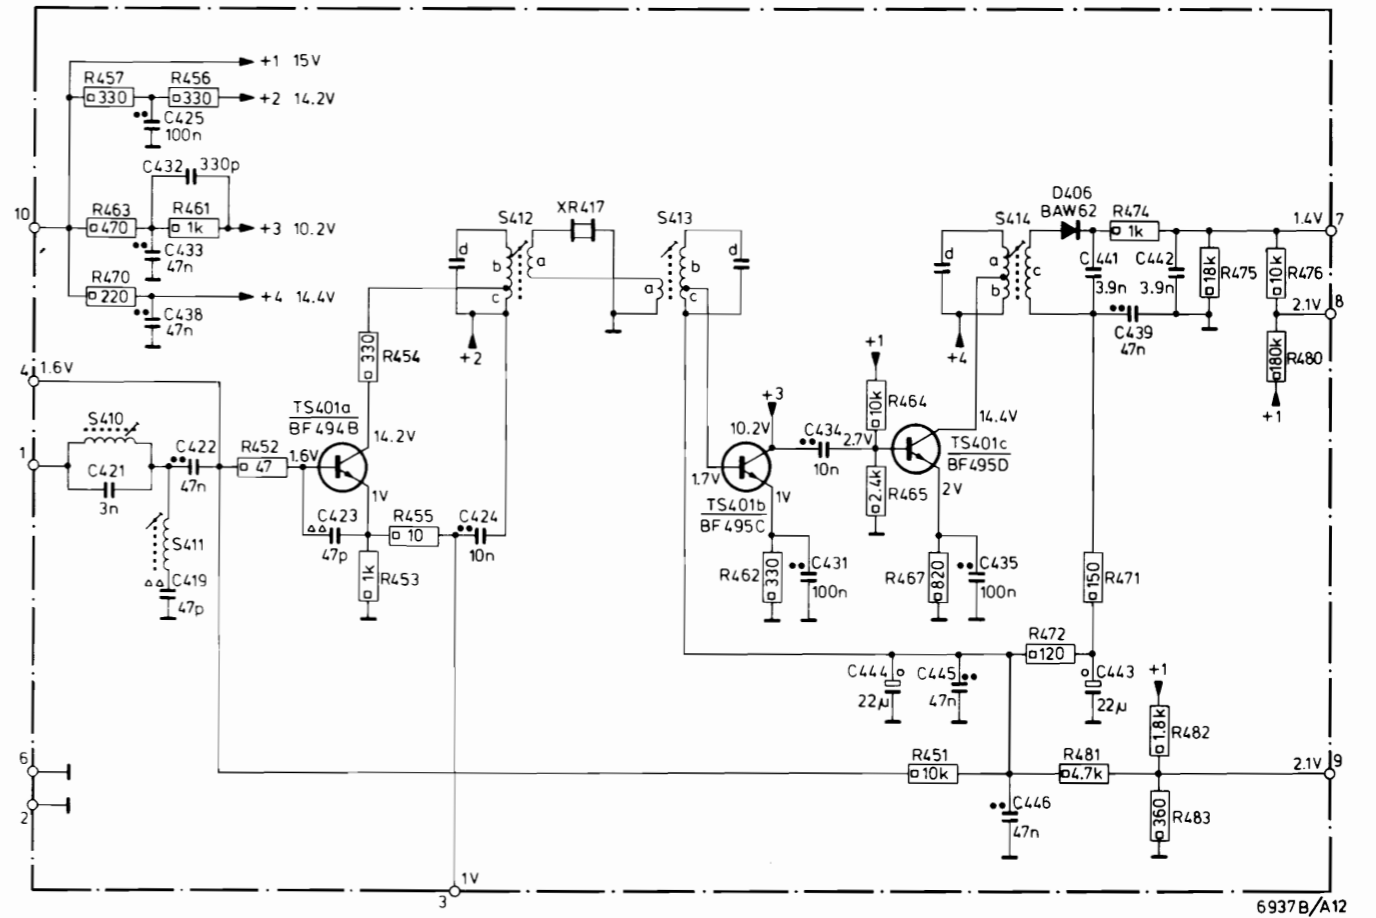 +1 15V
R457
R456
330
330
+2 14.2V
C425
100n
C432
330p
10
R463
R461
470
1k
+3 10.2V
C433
47n
R470
220
+4 14.4V
C438
47n
S412
XR417
S413
d
b
a
c
a
b
c
d
+2
S414
d
a
b
c
+4
D406
BAW62
R474
1k
1.4V
7
C441
3.9n
C442
3.9n
18k
R475
10k
R476
2.1V
8
C439
47n
180k
R480
+1
330
R454
4
1.6V
S410
1
C421
3n
C422
47n
R452
47
1.6V
TS401a
BF494B
14.2V
1V
S411
C419
47p
C423
47p
R455
10
C424
10n
1k
R453
+3
10.2V
1.7V
TS401b
BF495C
1V
C434
10n
2.7V
+1
10k
R464
2.4k
R465
14.4V
TS401c
BF495D
2V
R462
330
C431
100n
R467
820
C435
100n
150
R471
R472
120
C444
22µ
C445
47n
C443
22µ
+1
1.8k
R482
R451
10k
R481
4.7k
2.1V
9
C446
47n
360
R483
6
2
1V
3
6937B/A12